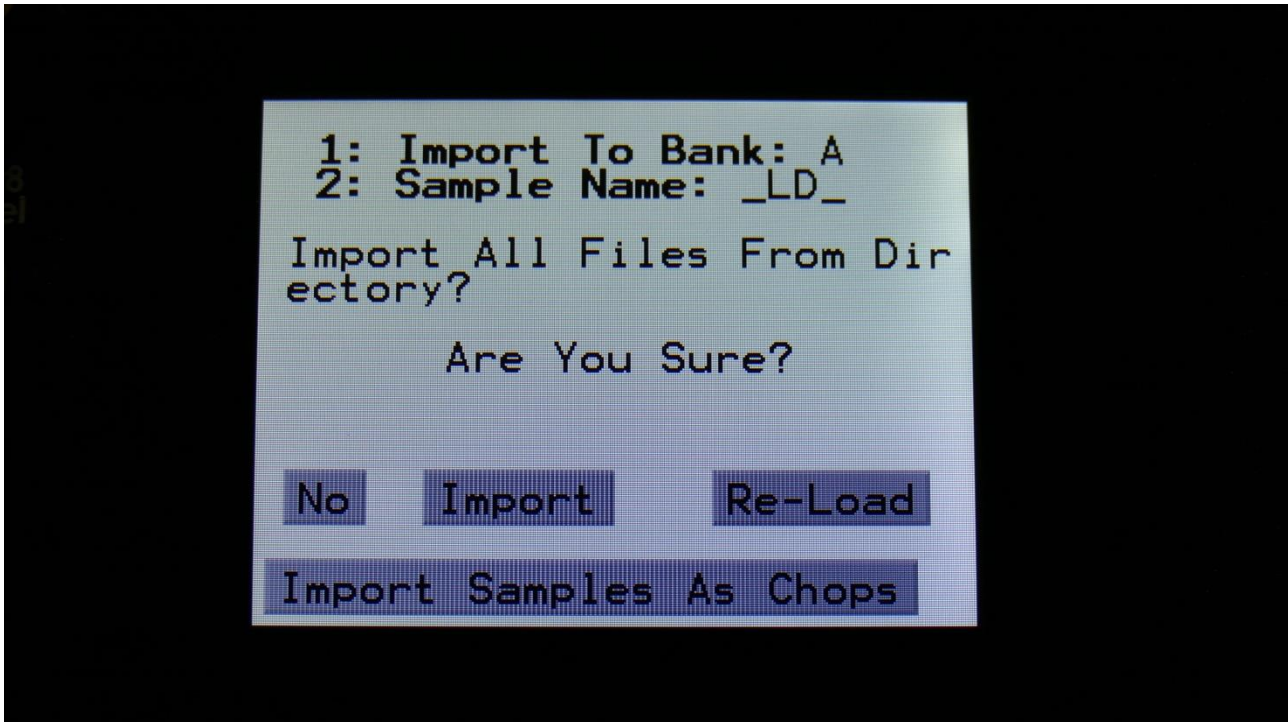 1: Import To Bank: A
2: Sample Name: _LD_
Import All Files From Dir
ectory?
Are You Sure?
No Import Re-Load
Import Samples As Chops